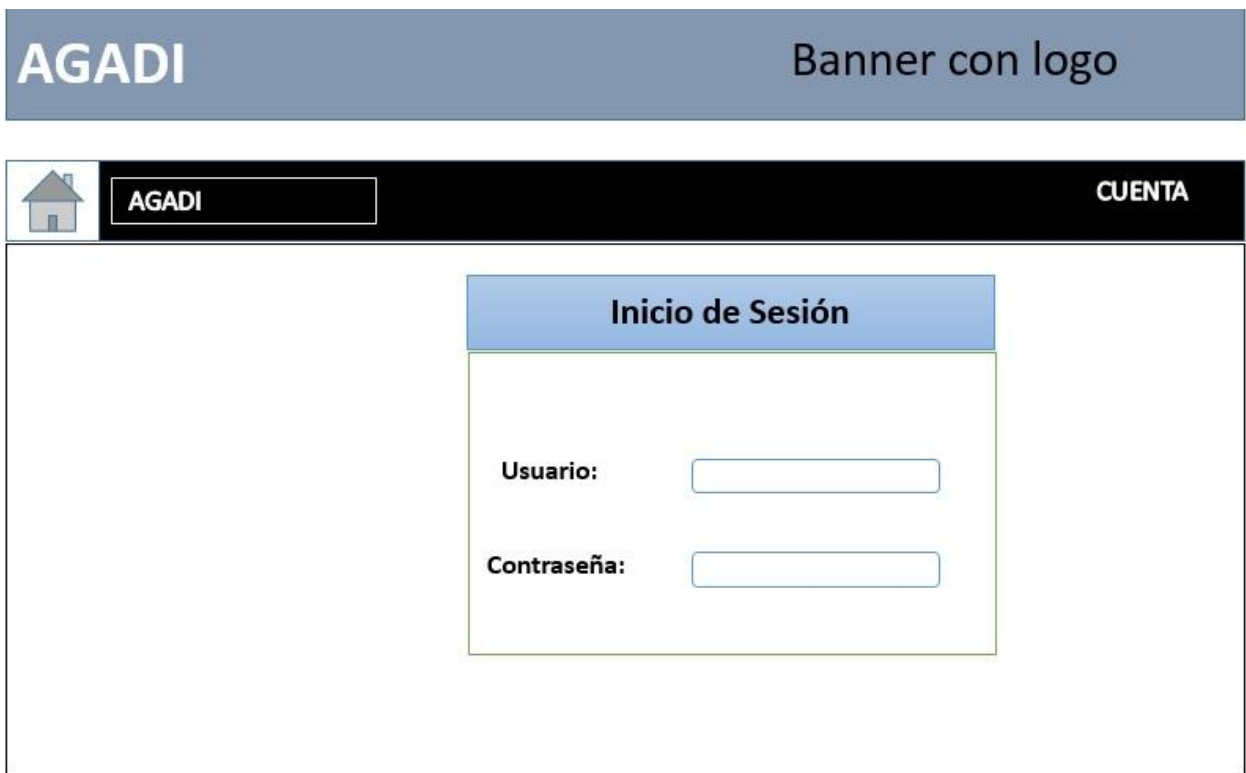 AGADI
Banner con logo
AGADI
CUENTA
Inicio de Sesión
Usuario:
Contraseña: